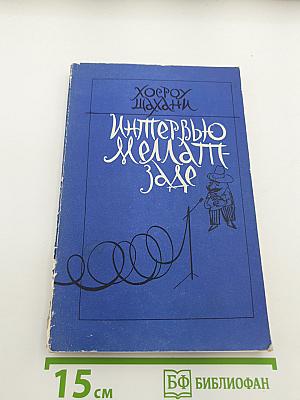 ХОСРОУ
ШАХАНИ
ИНТЕРВЬЮ
МЕЛЛАТ-
ЗАДЕ
15 см
БФ БИБЛИОФАН